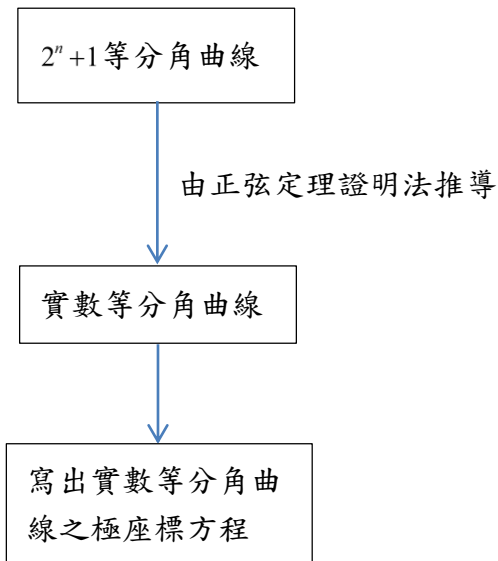 2ⁿ+1等分角曲線
由正弦定理證明法推導
實數等分角曲線
寫出實數等分角曲
線之極座標方程